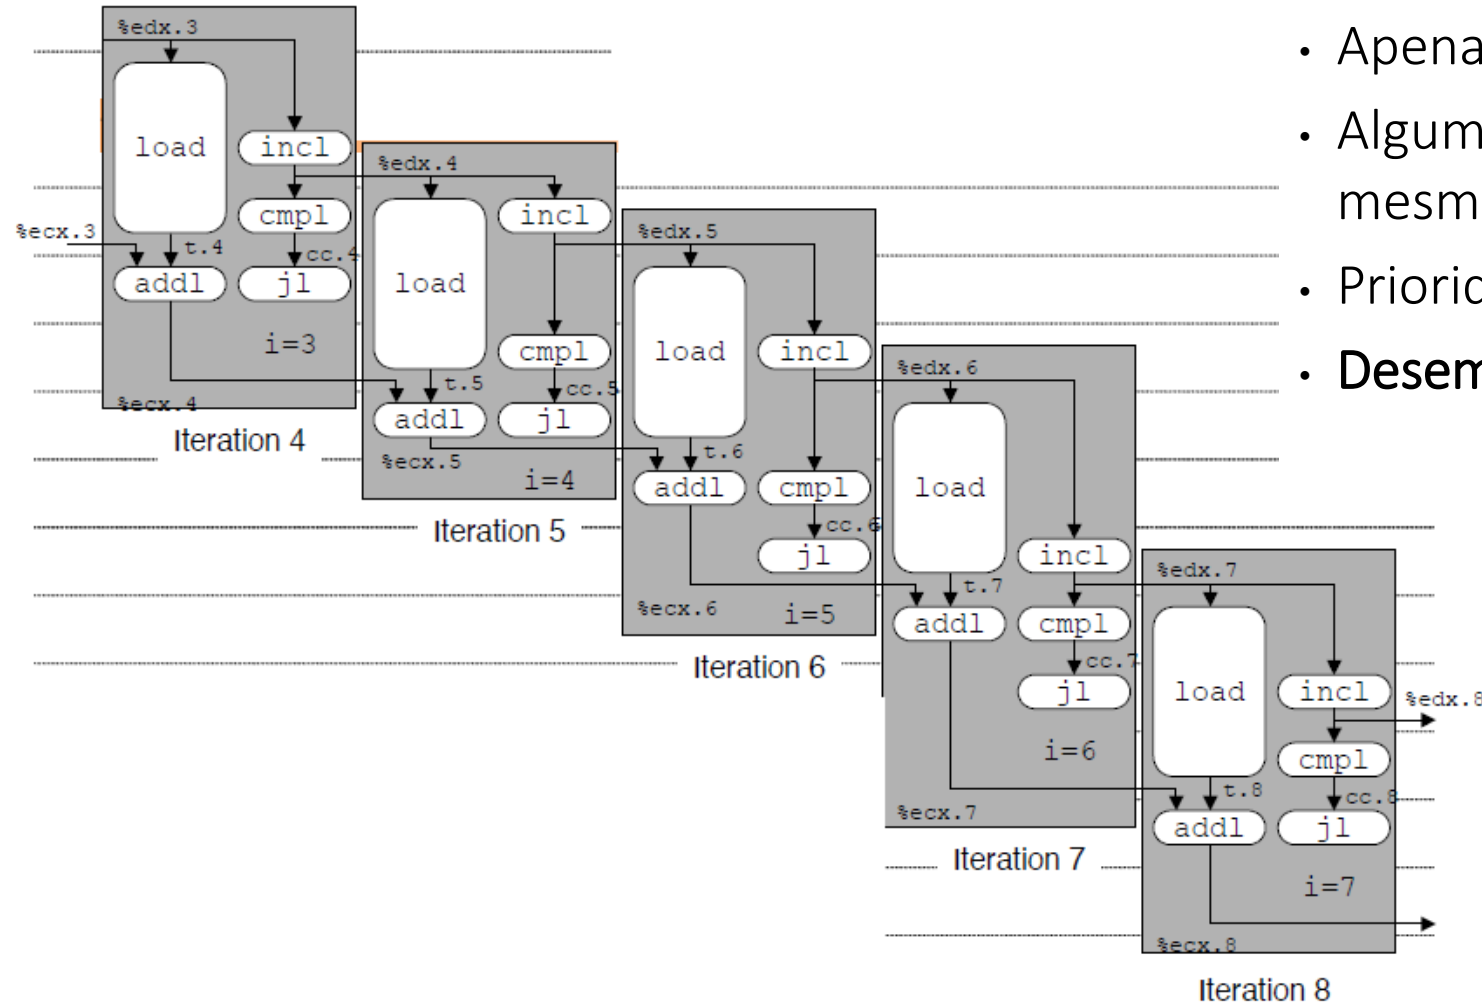 %edx.3
load
incl
cmpl
%ecx.3
t.4
cc.4
addl
jl
i=3
%ecx.4
Iteration 4
%edx.4
load
incl
cmpl
t.5
cc.5
addl
jl
%ecx.5
i=4
Iteration 5
%edx.5
load
incl
t.6
addl
cmpl
cc.6
jl
%ecx.6
i=5
Iteration 6
%edx.6
load
incl
t.7
addl
cmpl
cc.7
jl
i=6
%ecx.7
Iteration 7
%edx.7
load
incl
%edx.8
cmpl
t.8
cc.8
addl
jl
i=7
%ecx.8
Iteration 8
• Apena
• Algum
mesm
•
• Desem